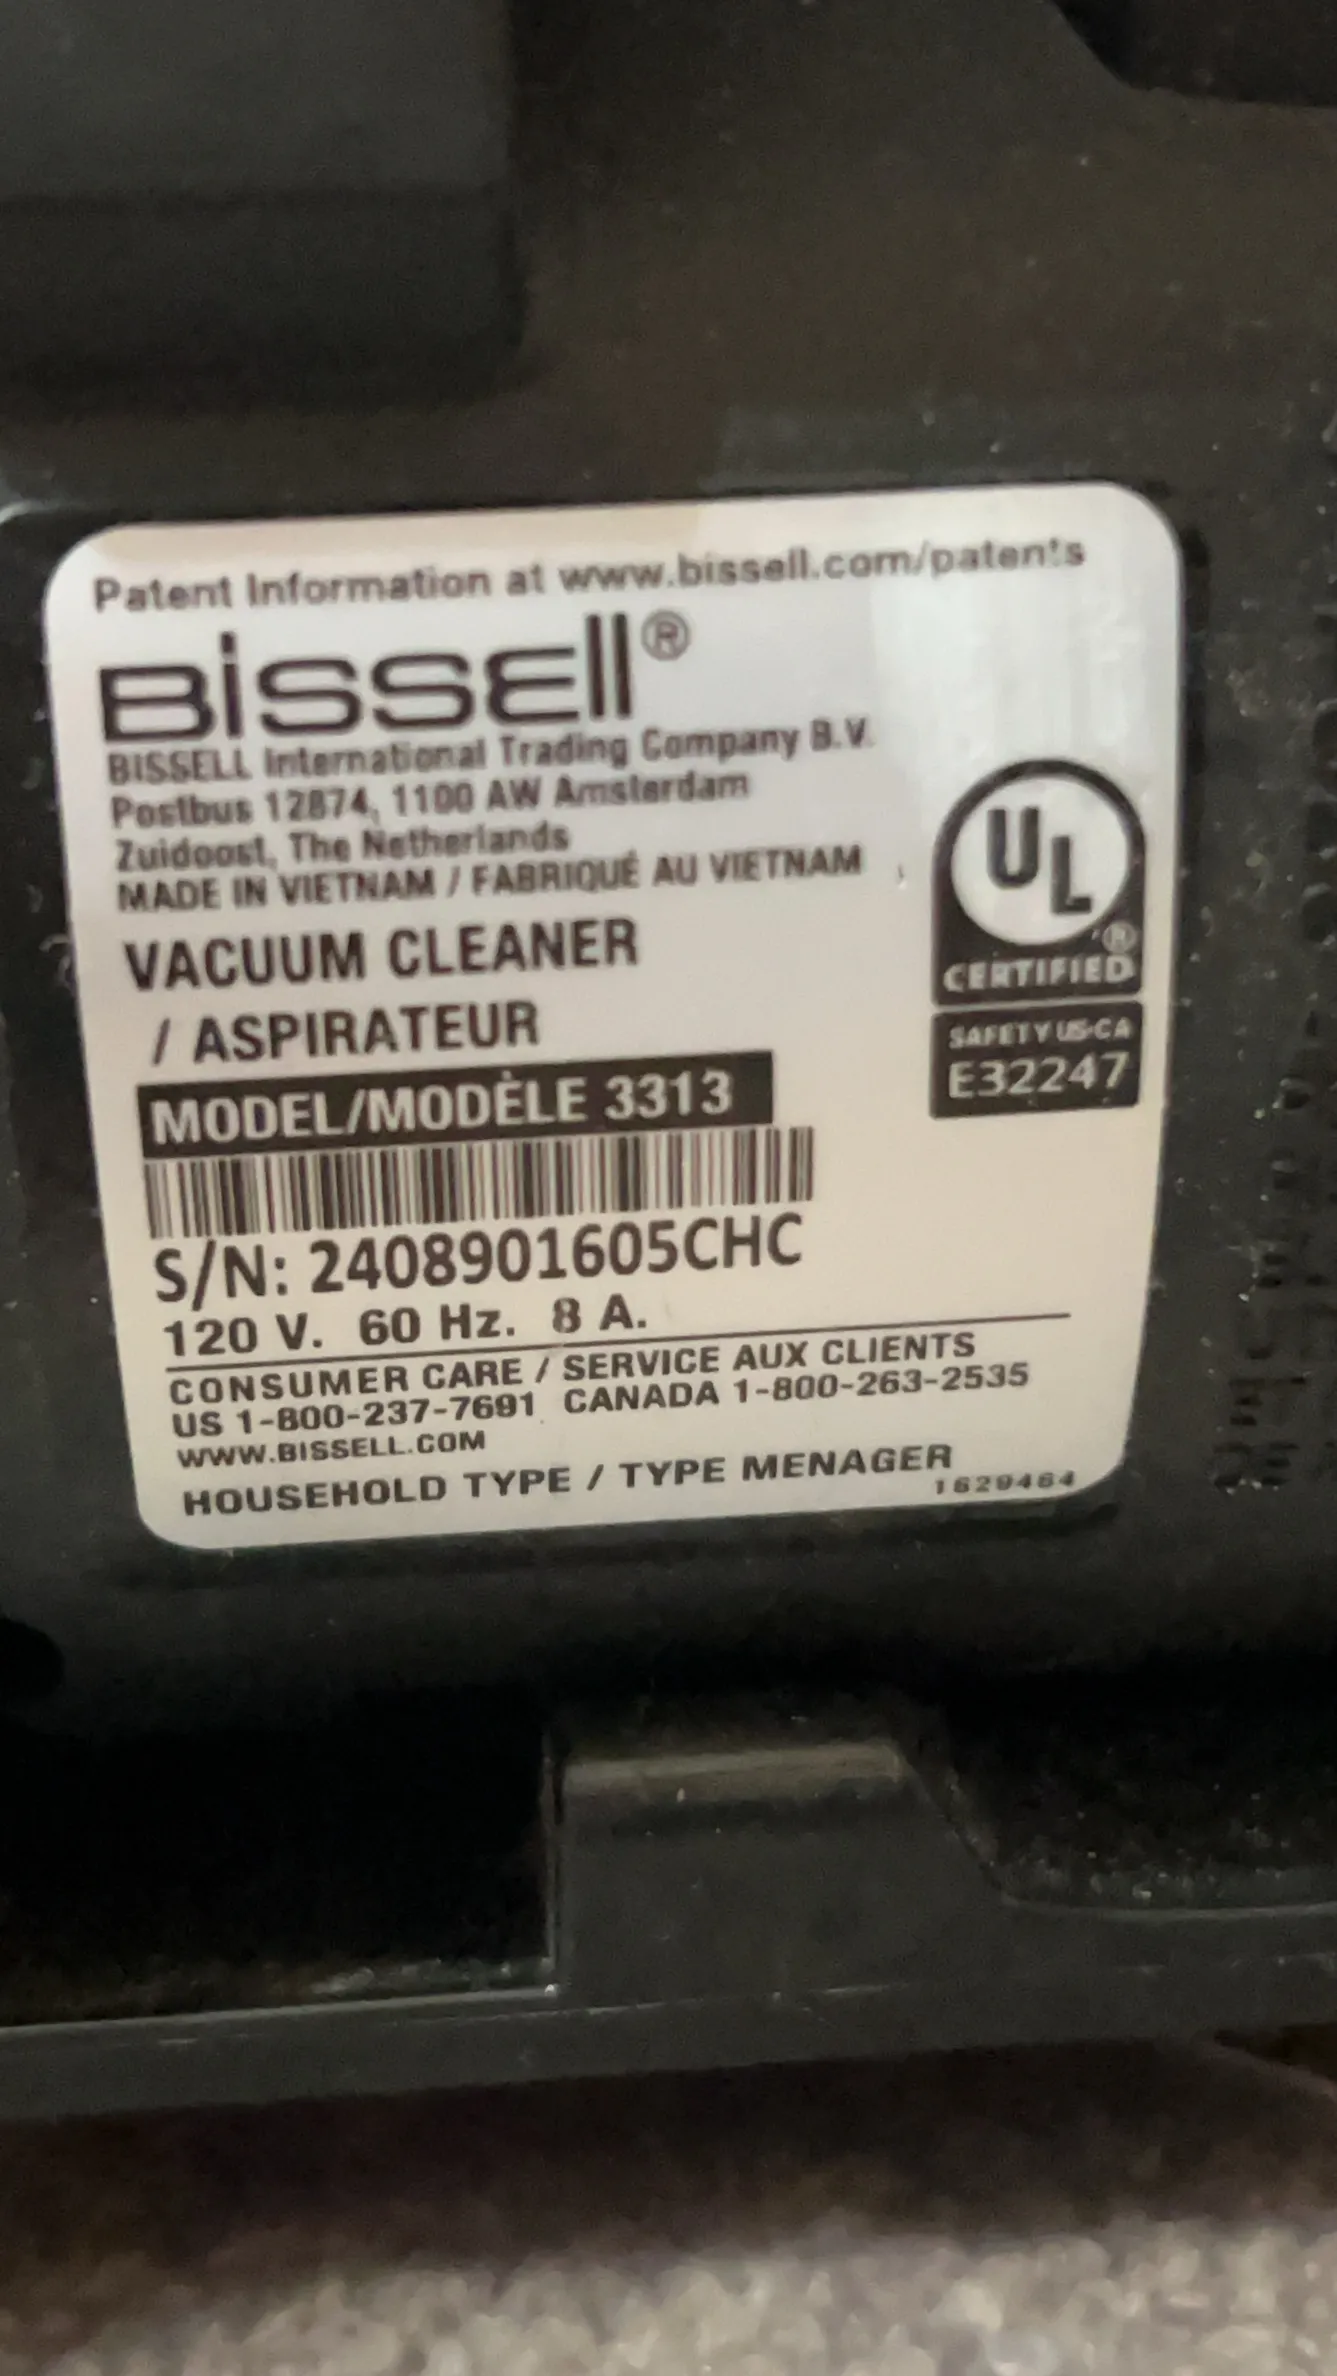 Patent Information at www.bissell.com/patents
BISSELL®
BISSELL International Trading Company B.V.
Postbus 12874, 1100 AW Amsterdam
Zuidoost, The Netherlands
MADE IN VIETNAM / FABRIQUÉ AU VIETNAM
VACUUM CLEANER
/ ASPIRATEUR
MODEL/MODÈLE 3313
S/N: 2408901605CHC
120 V. 60 Hz. 8 A.
CONSUMER CARE / SERVICE AUX CLIENTS
US 1-800-237-7691 CANADA 1-800-263-2535
WWW.BISSELL.COM
HOUSEHOLD TYPE / TYPE MENAGER
1629464
UL®
CERTIFIED
SAFETY US-CA
E32247